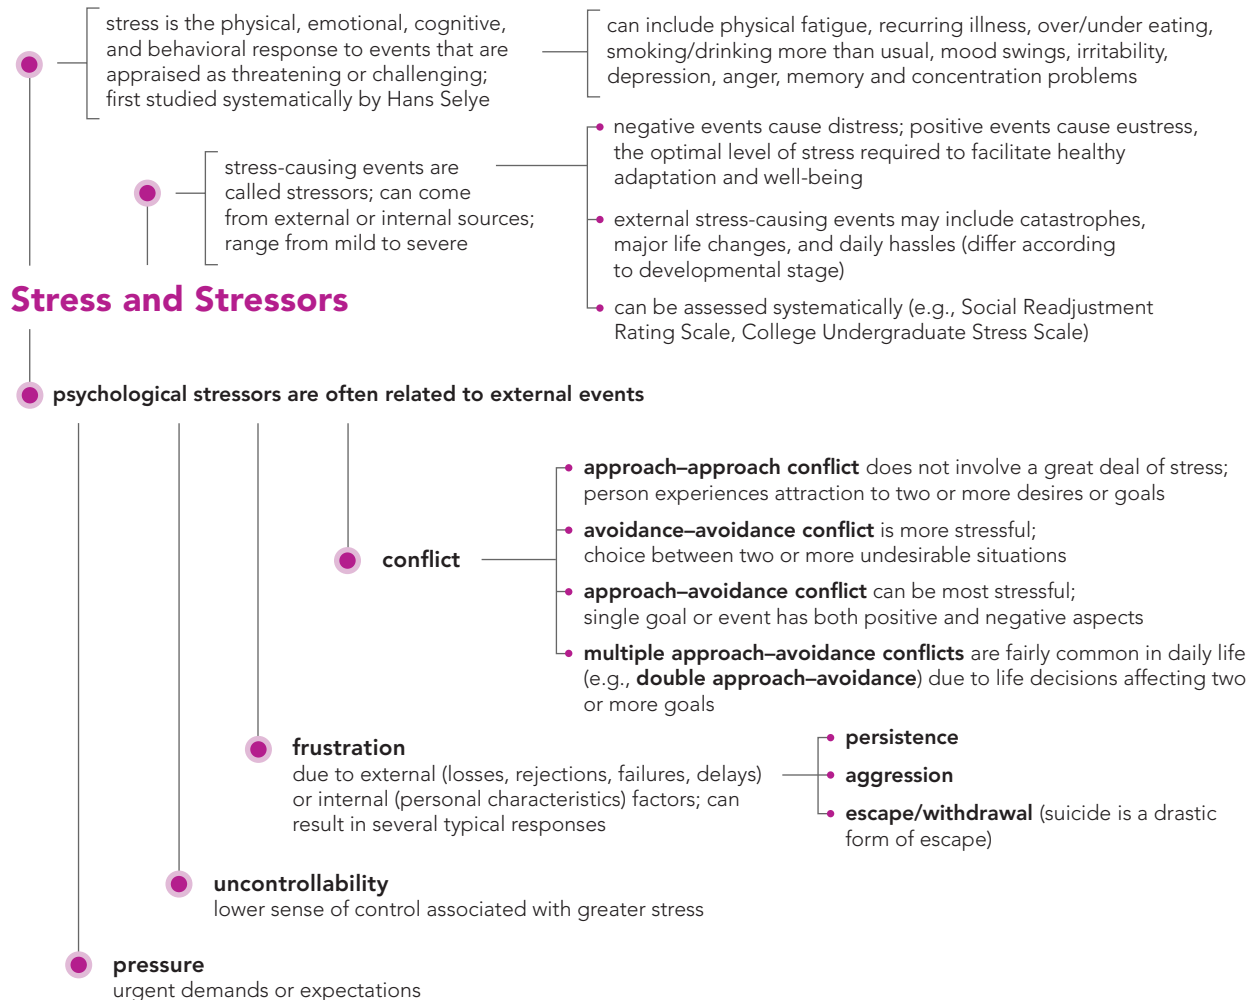 stress is the physical, emotional, cognitive,
and behavioral response to events that are
appraised as threatening or challenging;
first studied systematically by Hans Selye
can include physical fatigue, recurring illness, over/under eating,
smoking/drinking more than usual, mood swings, irritability,
depression, anger, memory and concentration problems
stress-causing events are
called stressors; can come
from external or internal sources;
range from mild to severe
negative events cause distress; positive events cause eustress,
the optimal level of stress required to facilitate healthy
adaptation and well-being
external stress-causing events may include catastrophes,
major life changes, and daily hassles (differ according
to developmental stage)
can be assessed systematically (e.g., Social Readjustment
Rating Scale, College Undergraduate Stress Scale)
Stress and Stressors
psychological stressors are often related to external events
conflict
approach–approach conflict does not involve a great deal of stress;
person experiences attraction to two or more desires or goals
avoidance–avoidance conflict is more stressful;
choice between two or more undesirable situations
approach–avoidance conflict can be most stressful;
single goal or event has both positive and negative aspects
multiple approach–avoidance conflicts are fairly common in daily life
(e.g., double approach–avoidance) due to life decisions affecting two
or more goals
frustration
due to external (losses, rejections, failures, delays)
or internal (personal characteristics) factors; can
result in several typical responses
persistence
aggression
escape/withdrawal (suicide is a drastic
form of escape)
uncontrollability
lower sense of control associated with greater stress
pressure
urgent demands or expectations